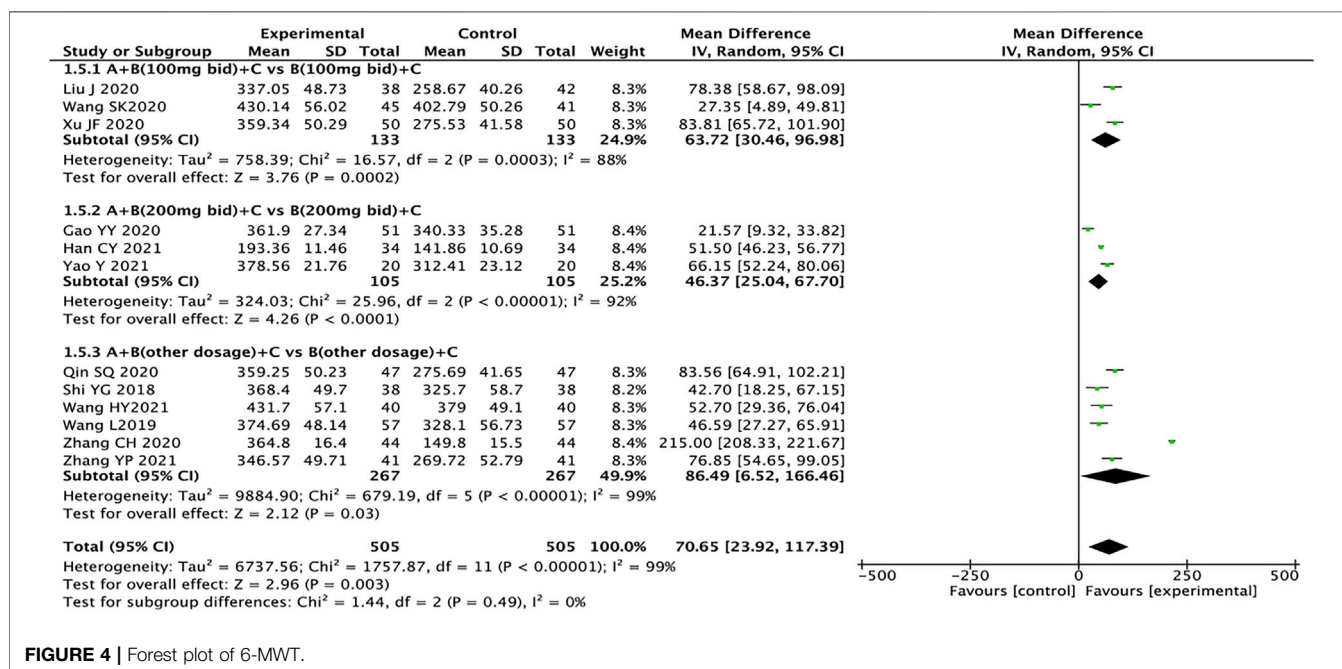 Experimental Control Mean Difference Mean Difference
Study or Subgroup Mean SD Total Mean SD Total Weight IV, Random, 95% CI IV, Random, 95% CI
1.5.1 A+B(100mg bid)+C vs B(100mg bid)+C
Liu J 2020 337.05 48.73 38 258.67 40.26 42 8.3% 78.38 [58.67, 98.09]
Wang SK2020 430.14 56.02 45 402.79 50.26 41 8.3% 27.35 [4.89, 49.81]
Xu JF 2020 359.34 50.29 50 275.53 41.58 50 8.3% 83.81 [65.72, 101.90]
Subtotal (95% CI) 133 133 24.9% 63.72 [30.46, 96.98]
Heterogeneity: Tau² = 758.39; Chi² = 16.57, df = 2 (P = 0.0003); I² = 88%
Test for overall effect: Z = 3.76 (P = 0.0002)
1.5.2 A+B(200mg bid)+C vs B(200mg bid)+C
Gao YY 2020 361.9 27.34 51 340.33 35.28 51 8.4% 21.57 [9.32, 33.82]
Han CY 2021 193.36 11.46 34 141.86 10.69 34 8.4% 51.50 [46.23, 56.77]
Yao Y 2021 378.56 21.76 20 312.41 23.12 20 8.4% 66.15 [52.24, 80.06]
Subtotal (95% CI) 105 105 25.2% 46.37 [25.04, 67.70]
Heterogeneity: Tau² = 324.03; Chi² = 25.96, df = 2 (P < 0.00001); I² = 92%
Test for overall effect: Z = 4.26 (P < 0.0001)
1.5.3 A+B(other dosage)+C vs B(other dosage)+C
Qin SQ 2020 359.25 50.23 47 275.69 41.65 47 8.3% 83.56 [64.91, 102.21]
Shi YG 2018 368.4 49.7 38 325.7 58.7 38 8.2% 42.70 [18.25, 67.15]
Wang HY2021 431.7 57.1 40 379 49.1 40 8.3% 52.70 [29.36, 76.04]
Wang L2019 374.69 48.14 57 328.1 56.73 57 8.3% 46.59 [27.27, 65.91]
Zhang CH 2020 364.8 16.4 44 149.8 15.5 44 8.4% 215.00 [208.33, 221.67]
Zhang YP 2021 346.57 49.71 41 269.72 52.79 41 8.3% 76.85 [54.65, 99.05]
Subtotal (95% CI) 267 267 49.9% 86.49 [6.52, 166.46]
Heterogeneity: Tau² = 9884.90; Chi² = 679.19, df = 5 (P < 0.00001); I² = 99%
Test for overall effect: Z = 2.12 (P = 0.03)
Total (95% CI) 505 505 100.0% 70.65 [23.92, 117.39]
Heterogeneity: Tau² = 6737.56; Chi² = 1757.87, df = 11 (P < 0.00001); I² = 99%
Test for overall effect: Z = 2.96 (P = 0.003)
Test for subgroup differences: Chi² = 1.44, df = 2 (P = 0.49), I² = 0%
-500 -250 0 250 500
Favours [control] Favours [experimental]
FIGURE 4 | Forest plot of 6-MWT.